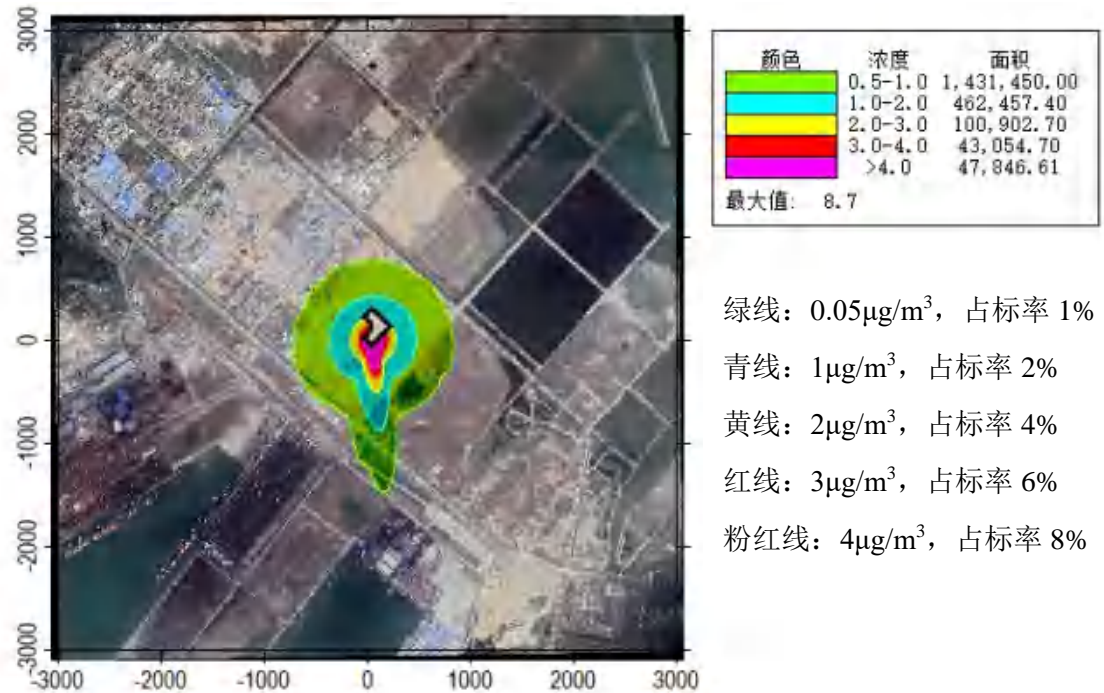 3000
2000
1000
0
-1000
-2000
-3000
-3000 -2000 -1000 0 1000 2000 3000
颜色 浓度 面积
0.5-1.0 1,431,450.00
1.0-2.0 462,457.40
2.0-3.0 100,902.70
3.0-4.0 43,054.70
>4.0 47,846.61
最大值: 8.7
绿线：0.05μg/m³，占标率 1%
青线：1μg/m³，占标率 2%
黄线：2μg/m³，占标率 4%
红线：3μg/m³，占标率 6%
粉红线：4μg/m³，占标率 8%